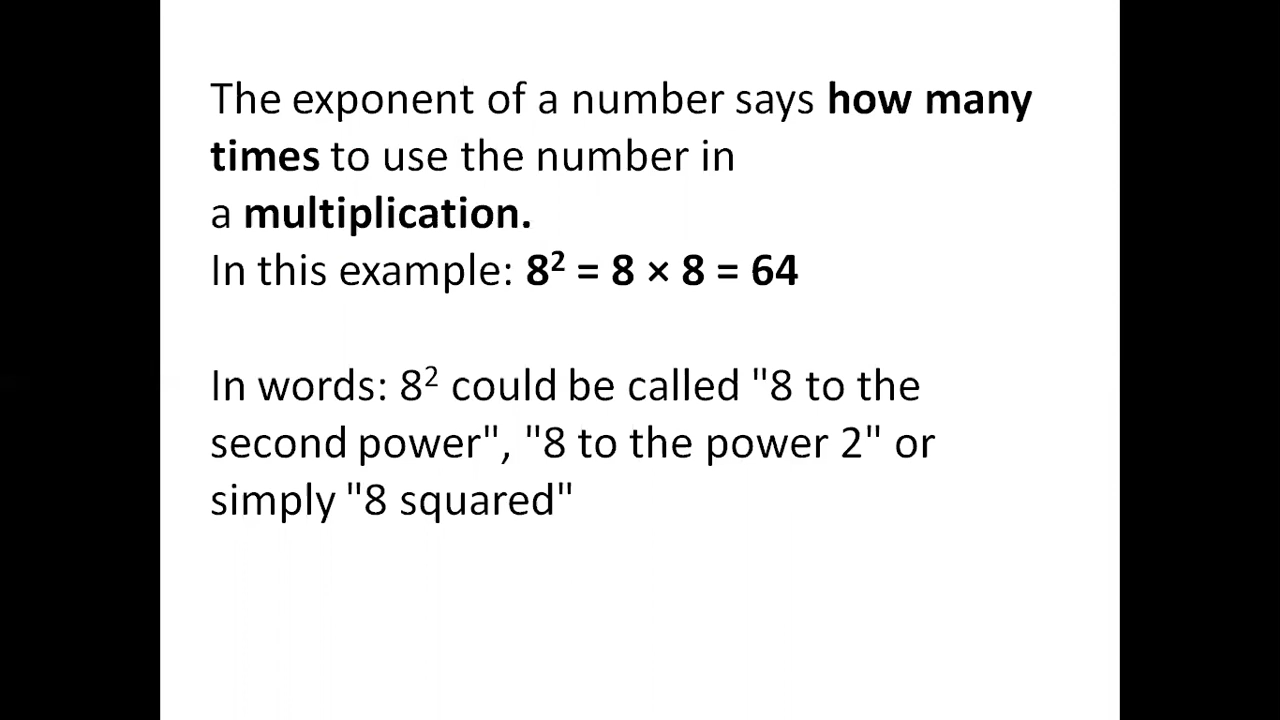 The exponent of a number says how many
times to use the number in
a multiplication.
In this example: 8² = 8 × 8 = 64
In words: 8² could be called "8 to the
second power", "8 to the power 2" or
simply "8 squared"